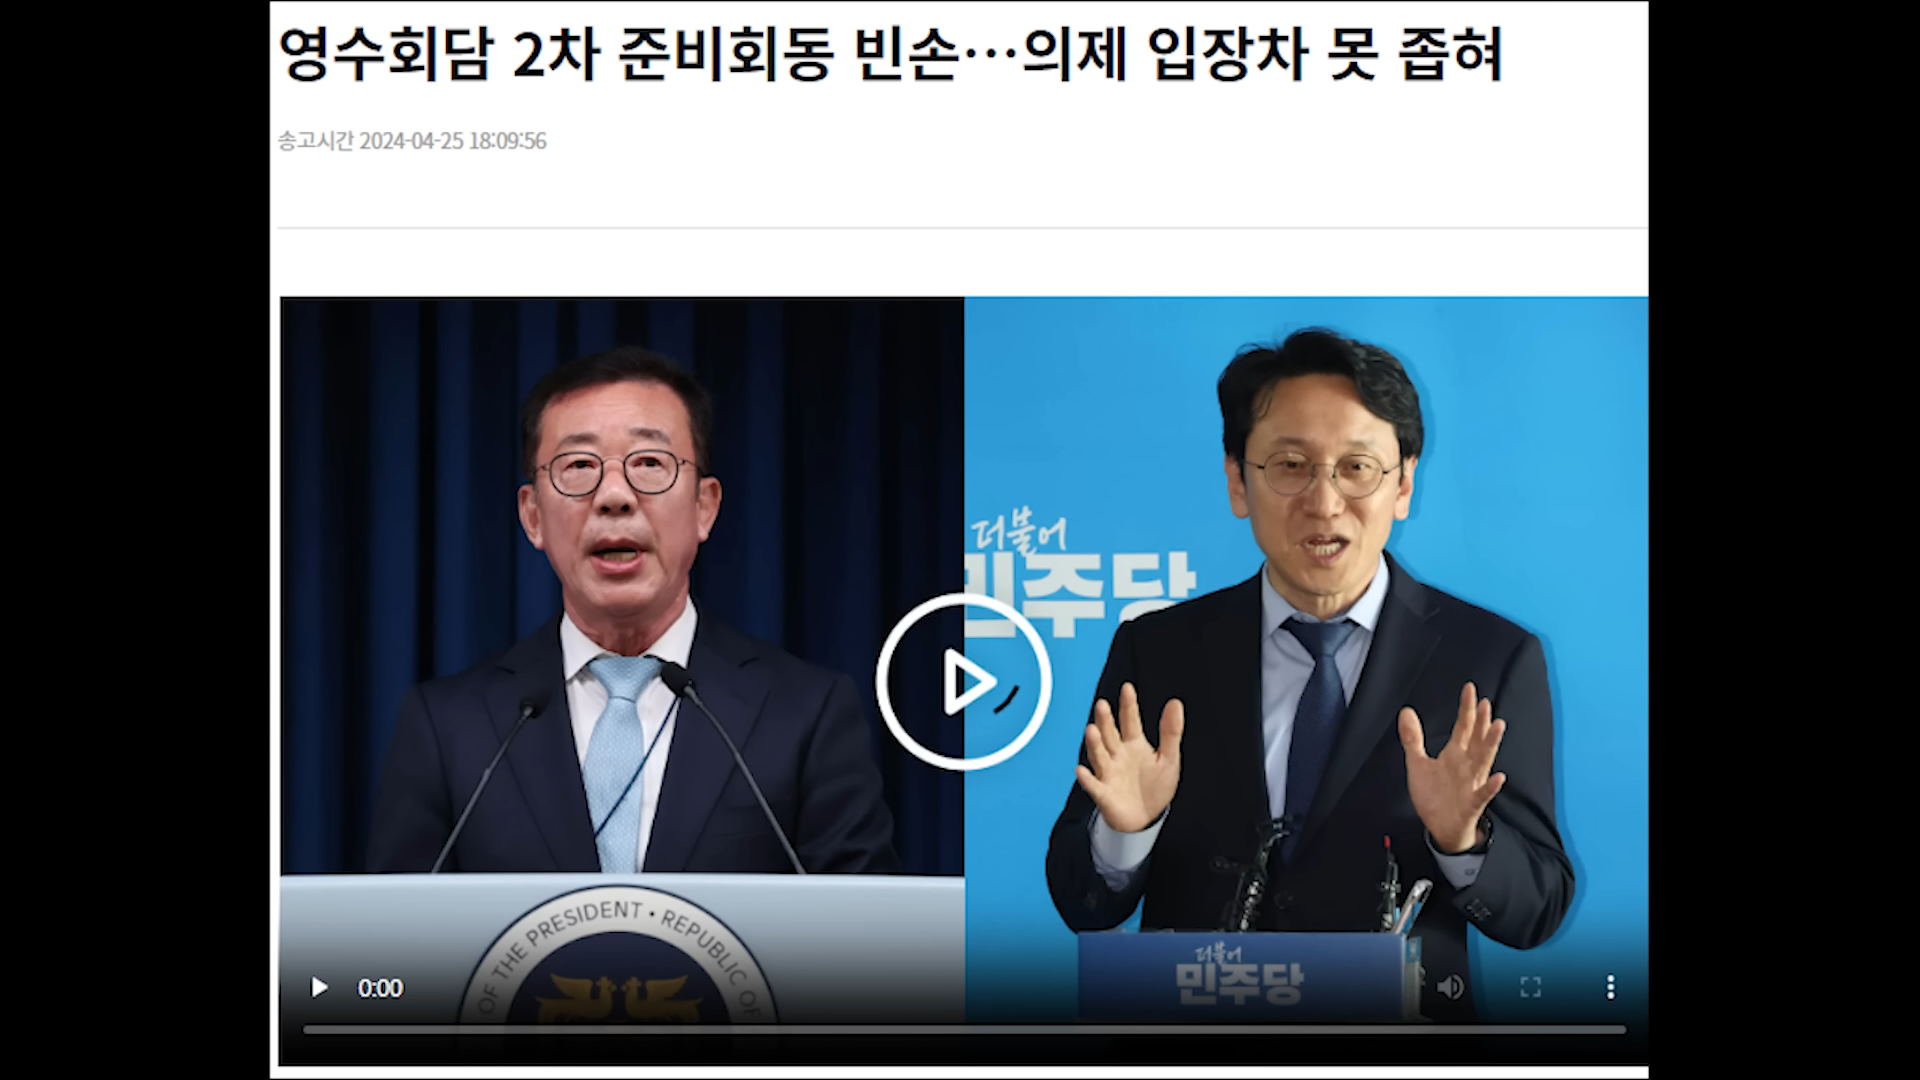 영수회담 2차 준비회동 빈손…의제 입장차 못 좁혀
송고시간 2024-04-25 18:09:56
더불어
민주당
OF THE PRESIDENT • REPUBLIC OF
더불어
민주당
0:00